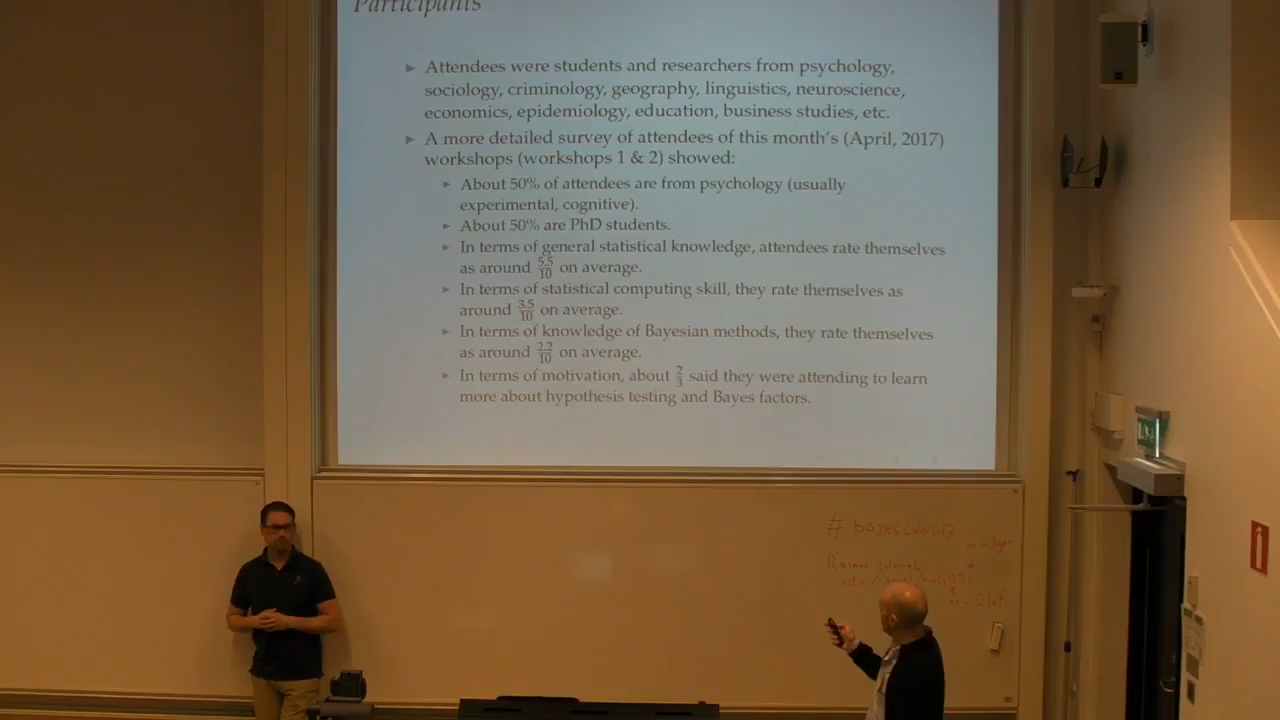 Participants
▸ Attendees were students and researchers from psychology,
sociology, criminology, geography, linguistics, neuroscience,
economics, epidemiology, education, business studies, etc.
▸ A more detailed survey of attendees of this month's (April, 2017)
workshops (workshops 1 & 2) showed:
▸ About 50% of attendees are from psychology (usually
experimental, cognitive).
▸ About 50% are PhD students.
▸ In terms of general statistical knowledge, attendees rate themselves
as around 5.5/10 on average.
▸ In terms of statistical computing skill, they rate themselves as
around 3.5/10 on average.
▸ In terms of knowledge of Bayesian methods, they rate themselves
as around 2.2/10 on average.
▸ In terms of motivation, about 2/3 said they were attending to learn
more about hypothesis testing and Bayes factors.
# bayesLUND17